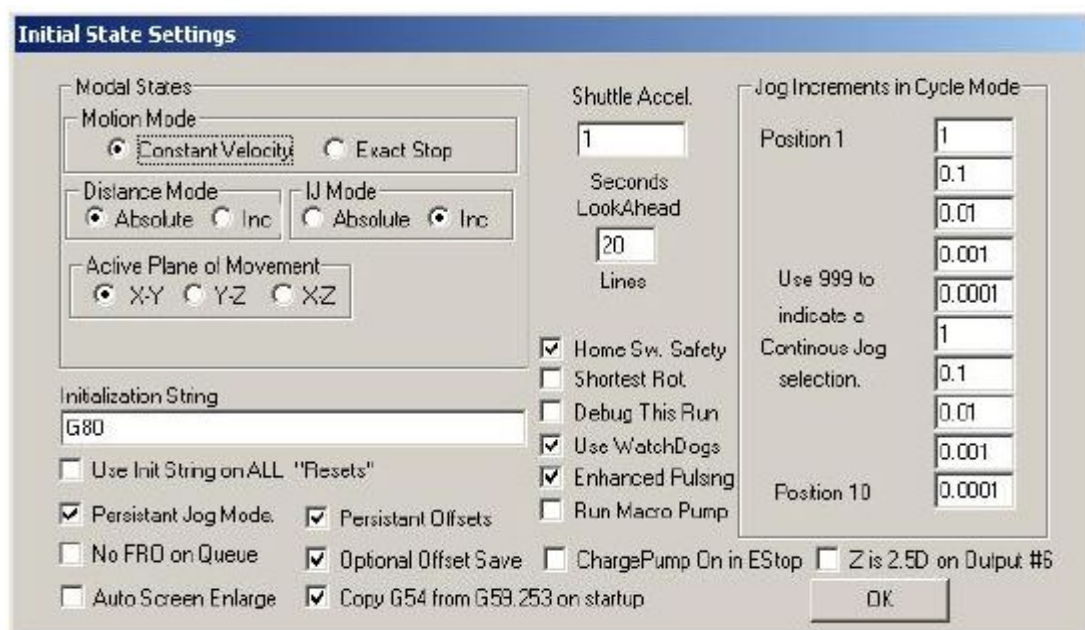 Initial State Settings
Modal States
Motion Mode
Constant Velocity
Exact Stop
Distance Mode
Absolute
Inc
IJ Mode
Absolute
Inc
Active Plane of Movement
X-Y
Y-Z
X-Z
Initialization String
G80
Use Init String on ALL "Resets"
Persistant Jog Mode.
Persistant Offsets
No FRO on Queue
Optional Offset Save
Auto Screen Enlarge
Copy G54 from G59.253 on startup
Shuttle Accel.
1
Seconds
LookAhead
20
Lines
Home Sw. Safety
Shortest Rot.
Debug This Run
Use WatchDogs
Enhanced Pulsing
Run Macro Pump
ChargePump On in EStop
Z is 2.5D on Output #6
Jog Increments in Cycle Mode
Position 1
1
0.1
0.01
0.001
0.0001
1
0.1
0.01
0.001
0.0001
Use 999 to
indicate a
Continous Jog
selection.
Position 10
OK